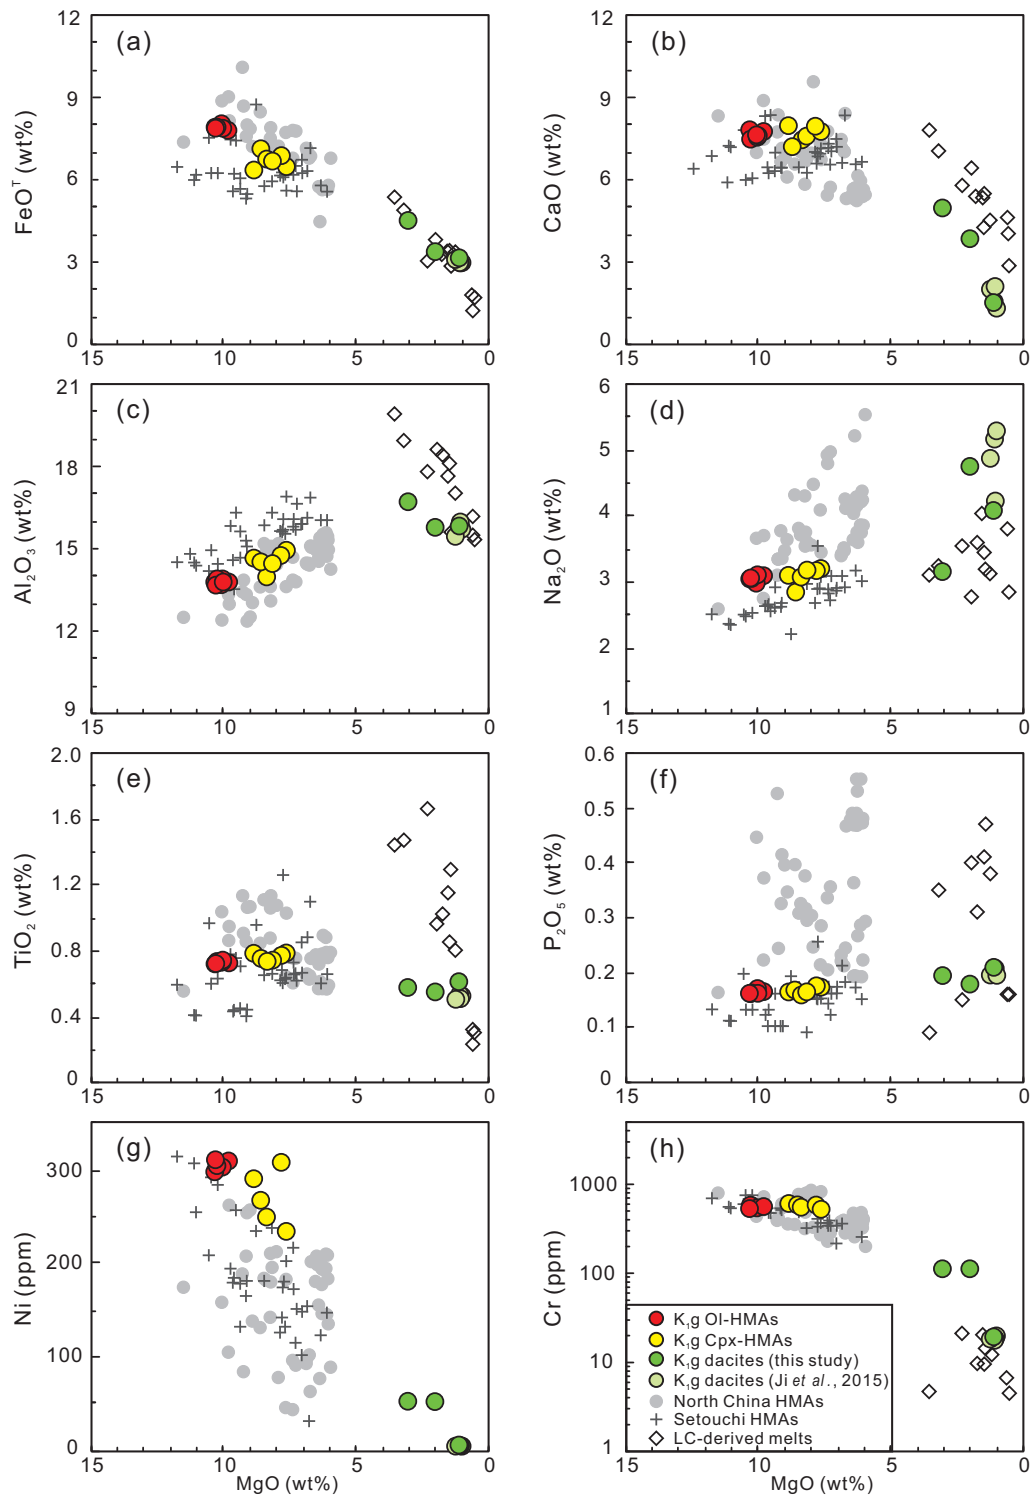 (a)
FeOᵀ (wt%)
12
9
6
3
0
15
10
5
0
(b)
CaO (wt%)
12
9
6
3
0
15
10
5
0
(c)
Al₂O₃ (wt%)
21
18
15
12
9
15
10
5
0
(d)
Na₂O (wt%)
6
5
4
3
2
1
15
10
5
0
(e)
TiO₂ (wt%)
2.0
1.6
1.2
0.8
0.4
0
15
10
5
0
(f)
P₂O₅ (wt%)
0.6
0.5
0.4
0.3
0.2
0.1
0
15
10
5
0
(g)
Ni (ppm)
300
200
100
0
15
10
5
0
MgO (wt%)
(h)
Cr (ppm)
1000
100
10
1
K₁g Ol-HMAs
K₁g Cpx-HMAs
K₁g dacites (this study)
K₁g dacites (Ji et al., 2015)
North China HMAs
Setouchi HMAs
LC-derived melts
15
10
5
0
MgO (wt%)